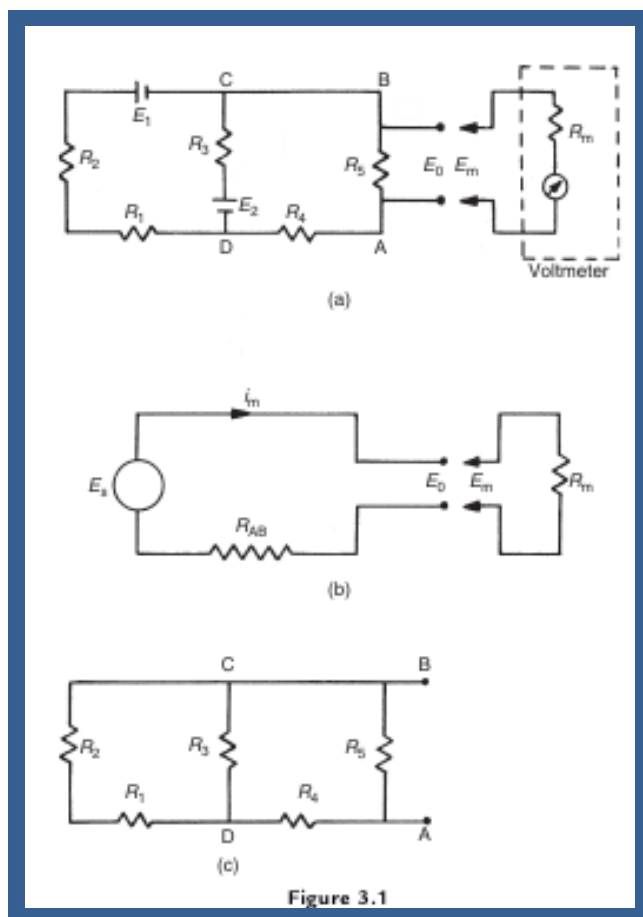 C B
E1
R2 R3 R5 E0 Em Rm
E2
R1 R4
D A
Voltmeter
(a)
im
Ea E0 Em Rm
RAB
(b)
C B
R2 R3 R5
R1 R4
D A
(c)
Figure 3.1